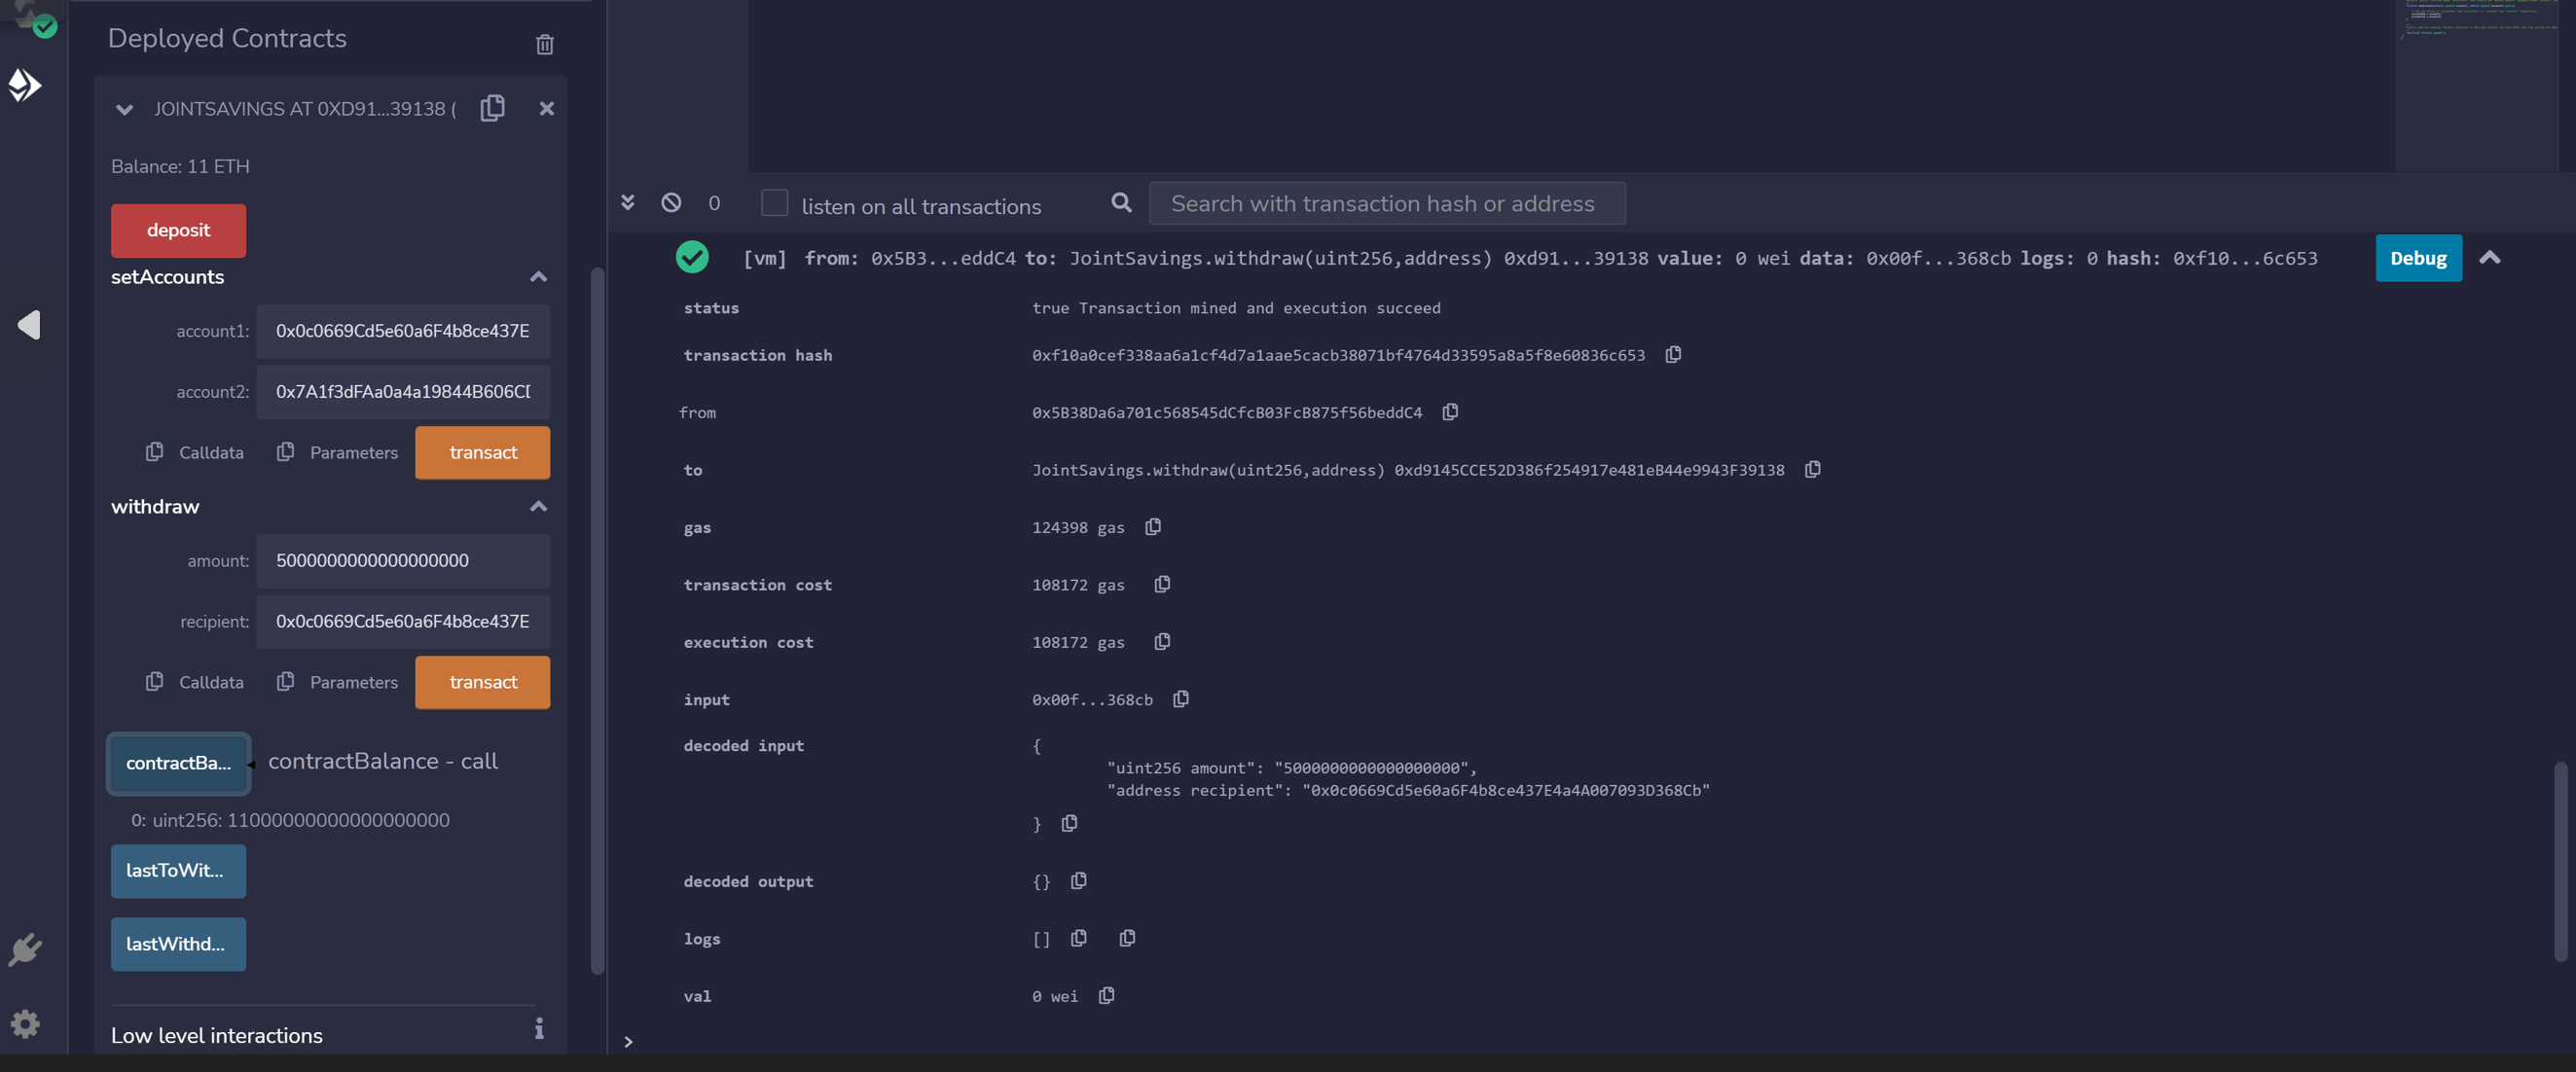 Deployed Contracts
JOINTSAVINGS AT 0XD91...39138 (
Balance: 11 ETH
deposit
setAccounts
account1: 0x0c0669Cd5e60a6F4b8ce437E
account2: 0x7A1f3dFAa0a4a19844B606CD
Calldata Parameters transact
withdraw
amount: 5000000000000000000
recipient: 0x0c0669Cd5e60a6F4b8ce437E
Calldata Parameters transact
contractBa... contractBalance - call
0: uint256: 11000000000000000000
lastToWit...
lastWithd...
Low level interactions
0 listen on all transactions Search with transaction hash or address
[vm] from: 0x5B3...eddC4 to: JointSavings.withdraw(uint256,address) 0xd91...39138 value: 0 wei data: 0x00f...368cb logs: 0 hash: 0xf10...6c653 Debug
status true Transaction mined and execution succeed
transaction hash 0xf10a0cef338aa6a1cf4d7a1aae5cacb38071bf4764d33595a8a5f8e60836c653
from 0x5B38Da6a701c568545dCfcB03FcB875f56beddC4
to JointSavings.withdraw(uint256,address) 0xd9145CCE52D386f254917e481eB44e9943F39138
gas 124398 gas
transaction cost 108172 gas
execution cost 108172 gas
input 0x00f...368cb
decoded input {
"uint256 amount": "5000000000000000000",
"address recipient": "0x0c0669Cd5e60a6F4b8ce437E4a4A007093D368Cb"
}
decoded output {}
logs []
val 0 wei
>